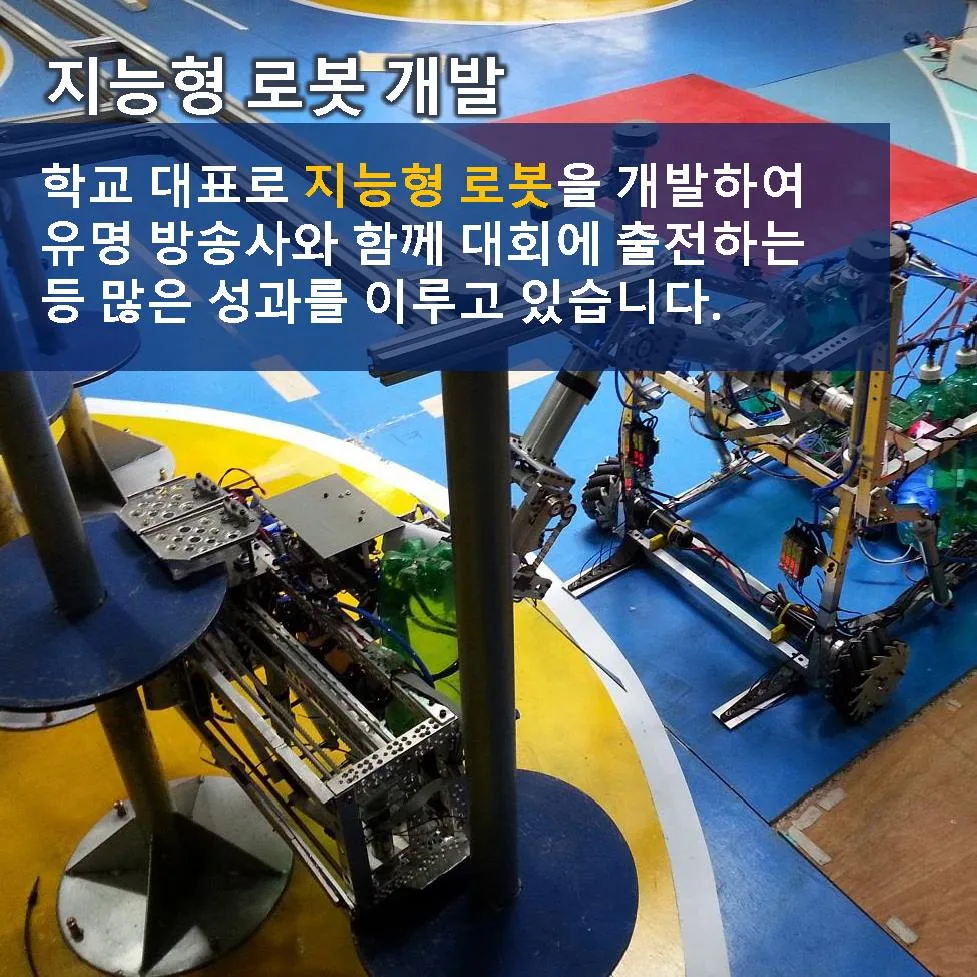 지능형 로봇 개발
학교 대표로 지능형 로봇을 개발하여
유명 방송사와 함께 대회에 출전하는
등 많은 성과를 이루고 있습니다.